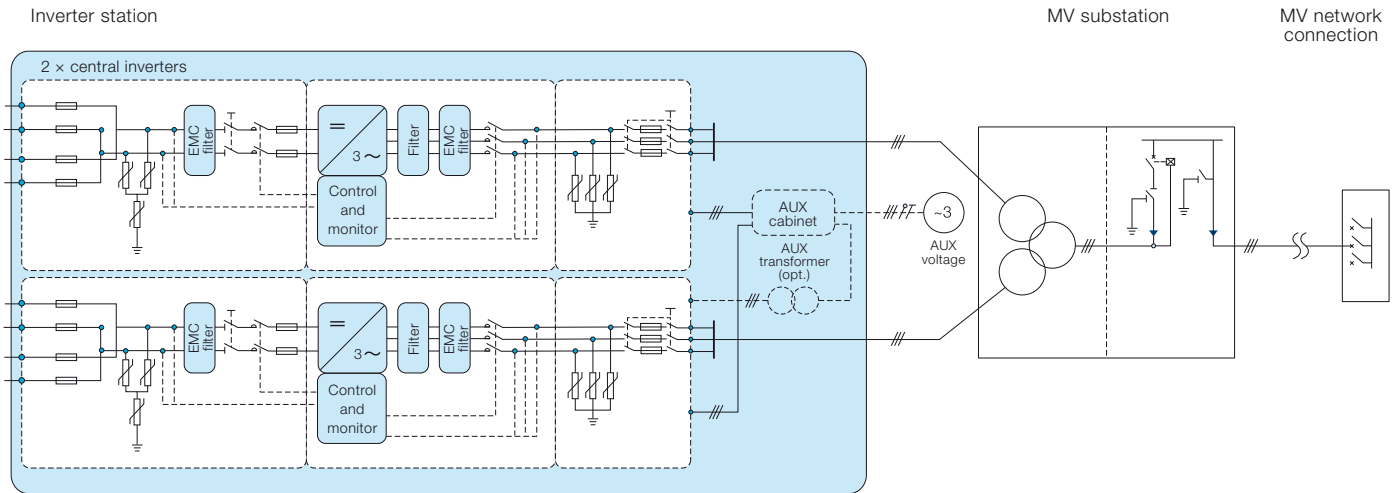 Inverter station
MV substation
MV network
connection
2 × central inverters
EMC
filter
=
3 ~
Filter
EMC
filter
Control
and
monitor
AUX
cabinet
~3
AUX
voltage
AUX
transformer
(opt.)
EMC
filter
=
3 ~
Filter
EMC
filter
Control
and
monitor